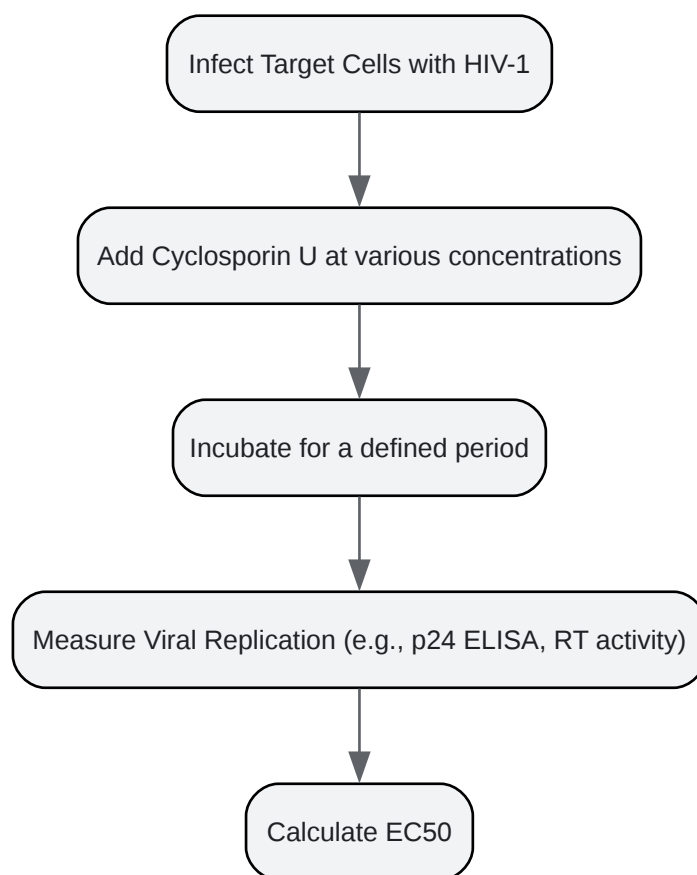 Infect Target Cells with HIV-1
Add Cyclosporin U at various concentrations
Incubate for a defined period
Measure Viral Replication (e.g., p24 ELISA, RT activity)
Calculate EC50